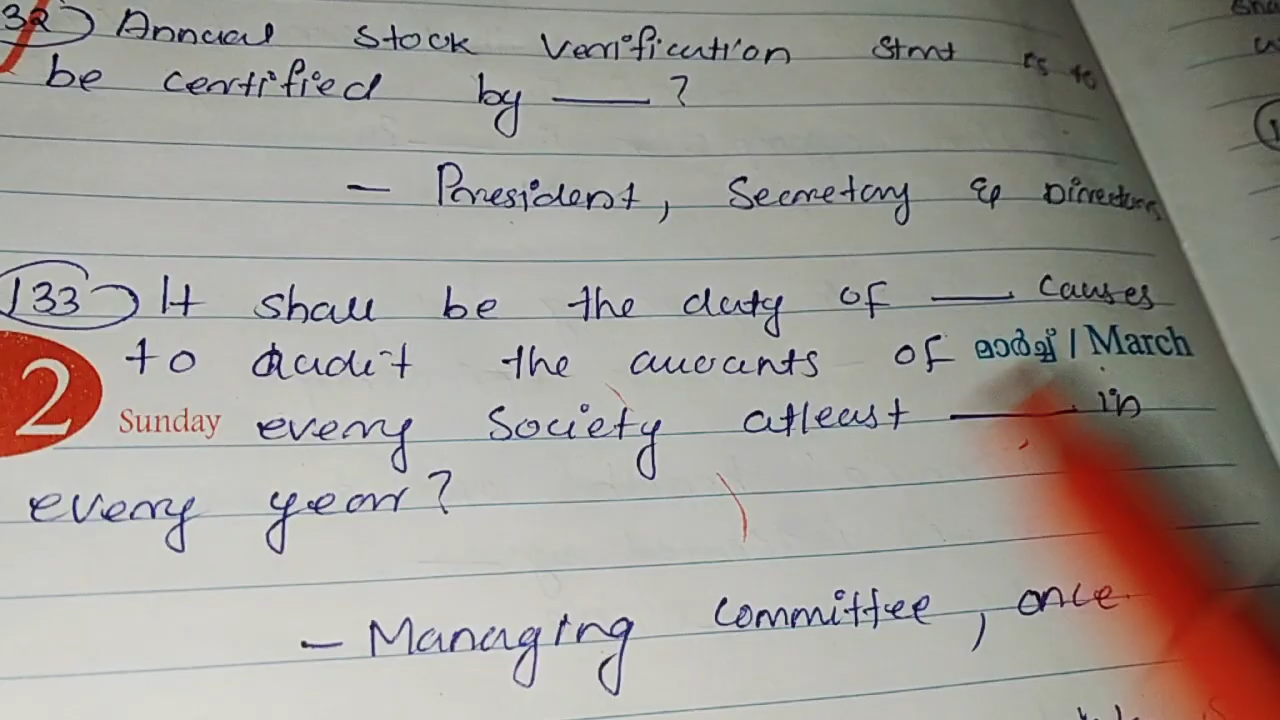 32) Annual stock verification stmt is to
be certified by ___ ?
- President, Secretary & Directors
133) It shall be the duty of ___ causes
to audit the accounts of മാർച്ച് / March
2 Sunday every society atleast ___ in
every year?
- Managing committee, once